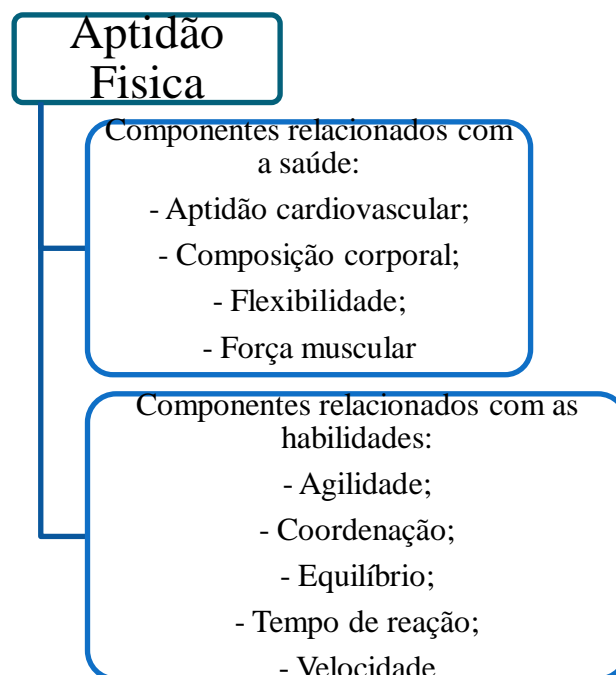 Aptidão
Fisica
Componentes relacionados com
a saúde:
- Aptidão cardiovascular;
- Composição corporal;
- Flexibilidade;
- Força muscular
Componentes relacionados com as
habilidades:
- Agilidade;
- Coordenação;
- Equilíbrio;
- Tempo de reação;
- Velocidade